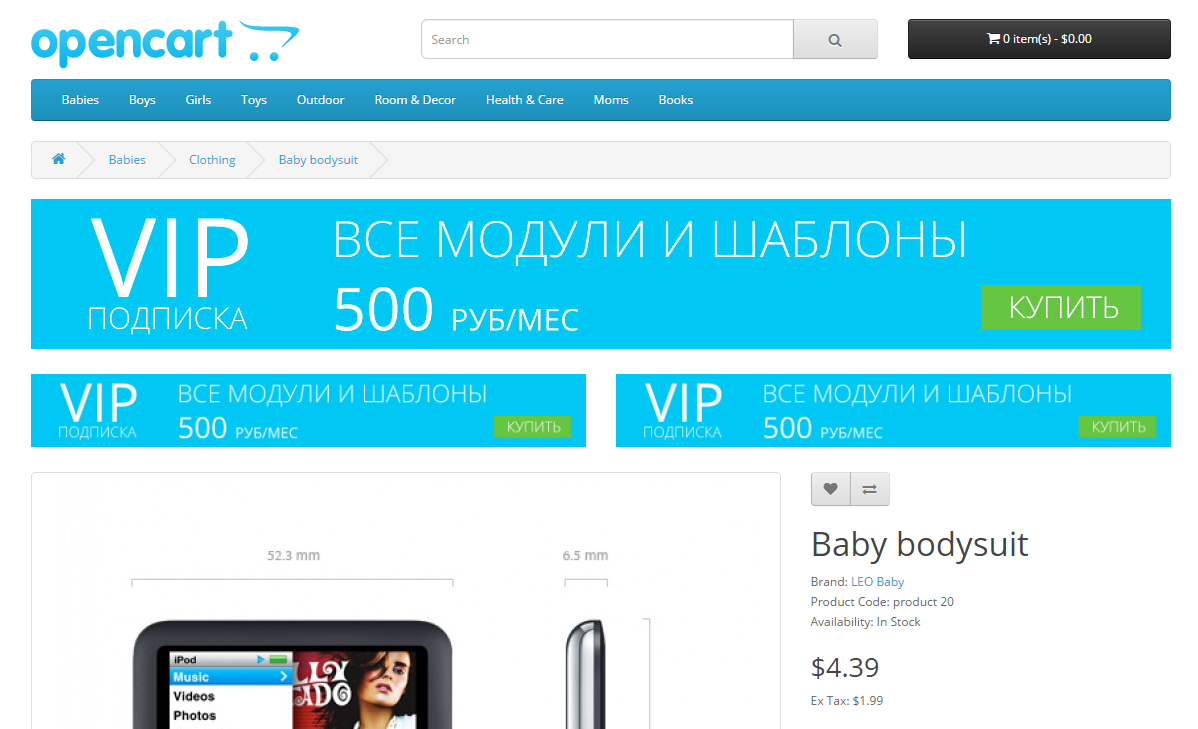 opencart
Search
0 item(s) - $0.00
Babies Boys Girls Toys Outdoor Room & Decor Health & Care Moms Books
Babies Clothing Baby bodysuit
VIP
ПОДПИСКА
ВСЕ МОДУЛИ И ШАБЛОНЫ
500 РУБ/МЕС
КУПИТЬ
VIP
ПОДПИСКА
ВСЕ МОДУЛИ И ШАБЛОНЫ
500 РУБ/МЕС
КУПИТЬ
VIP
ПОДПИСКА
ВСЕ МОДУЛИ И ШАБЛОНЫ
500 РУБ/МЕС
КУПИТЬ
52.3 mm
6.5 mm
iPod
Music
Videos
Photos
Baby bodysuit
Brand: LEO Baby
Product Code: product 20
Availability: In Stock
$4.39
Ex Tax: $1.99